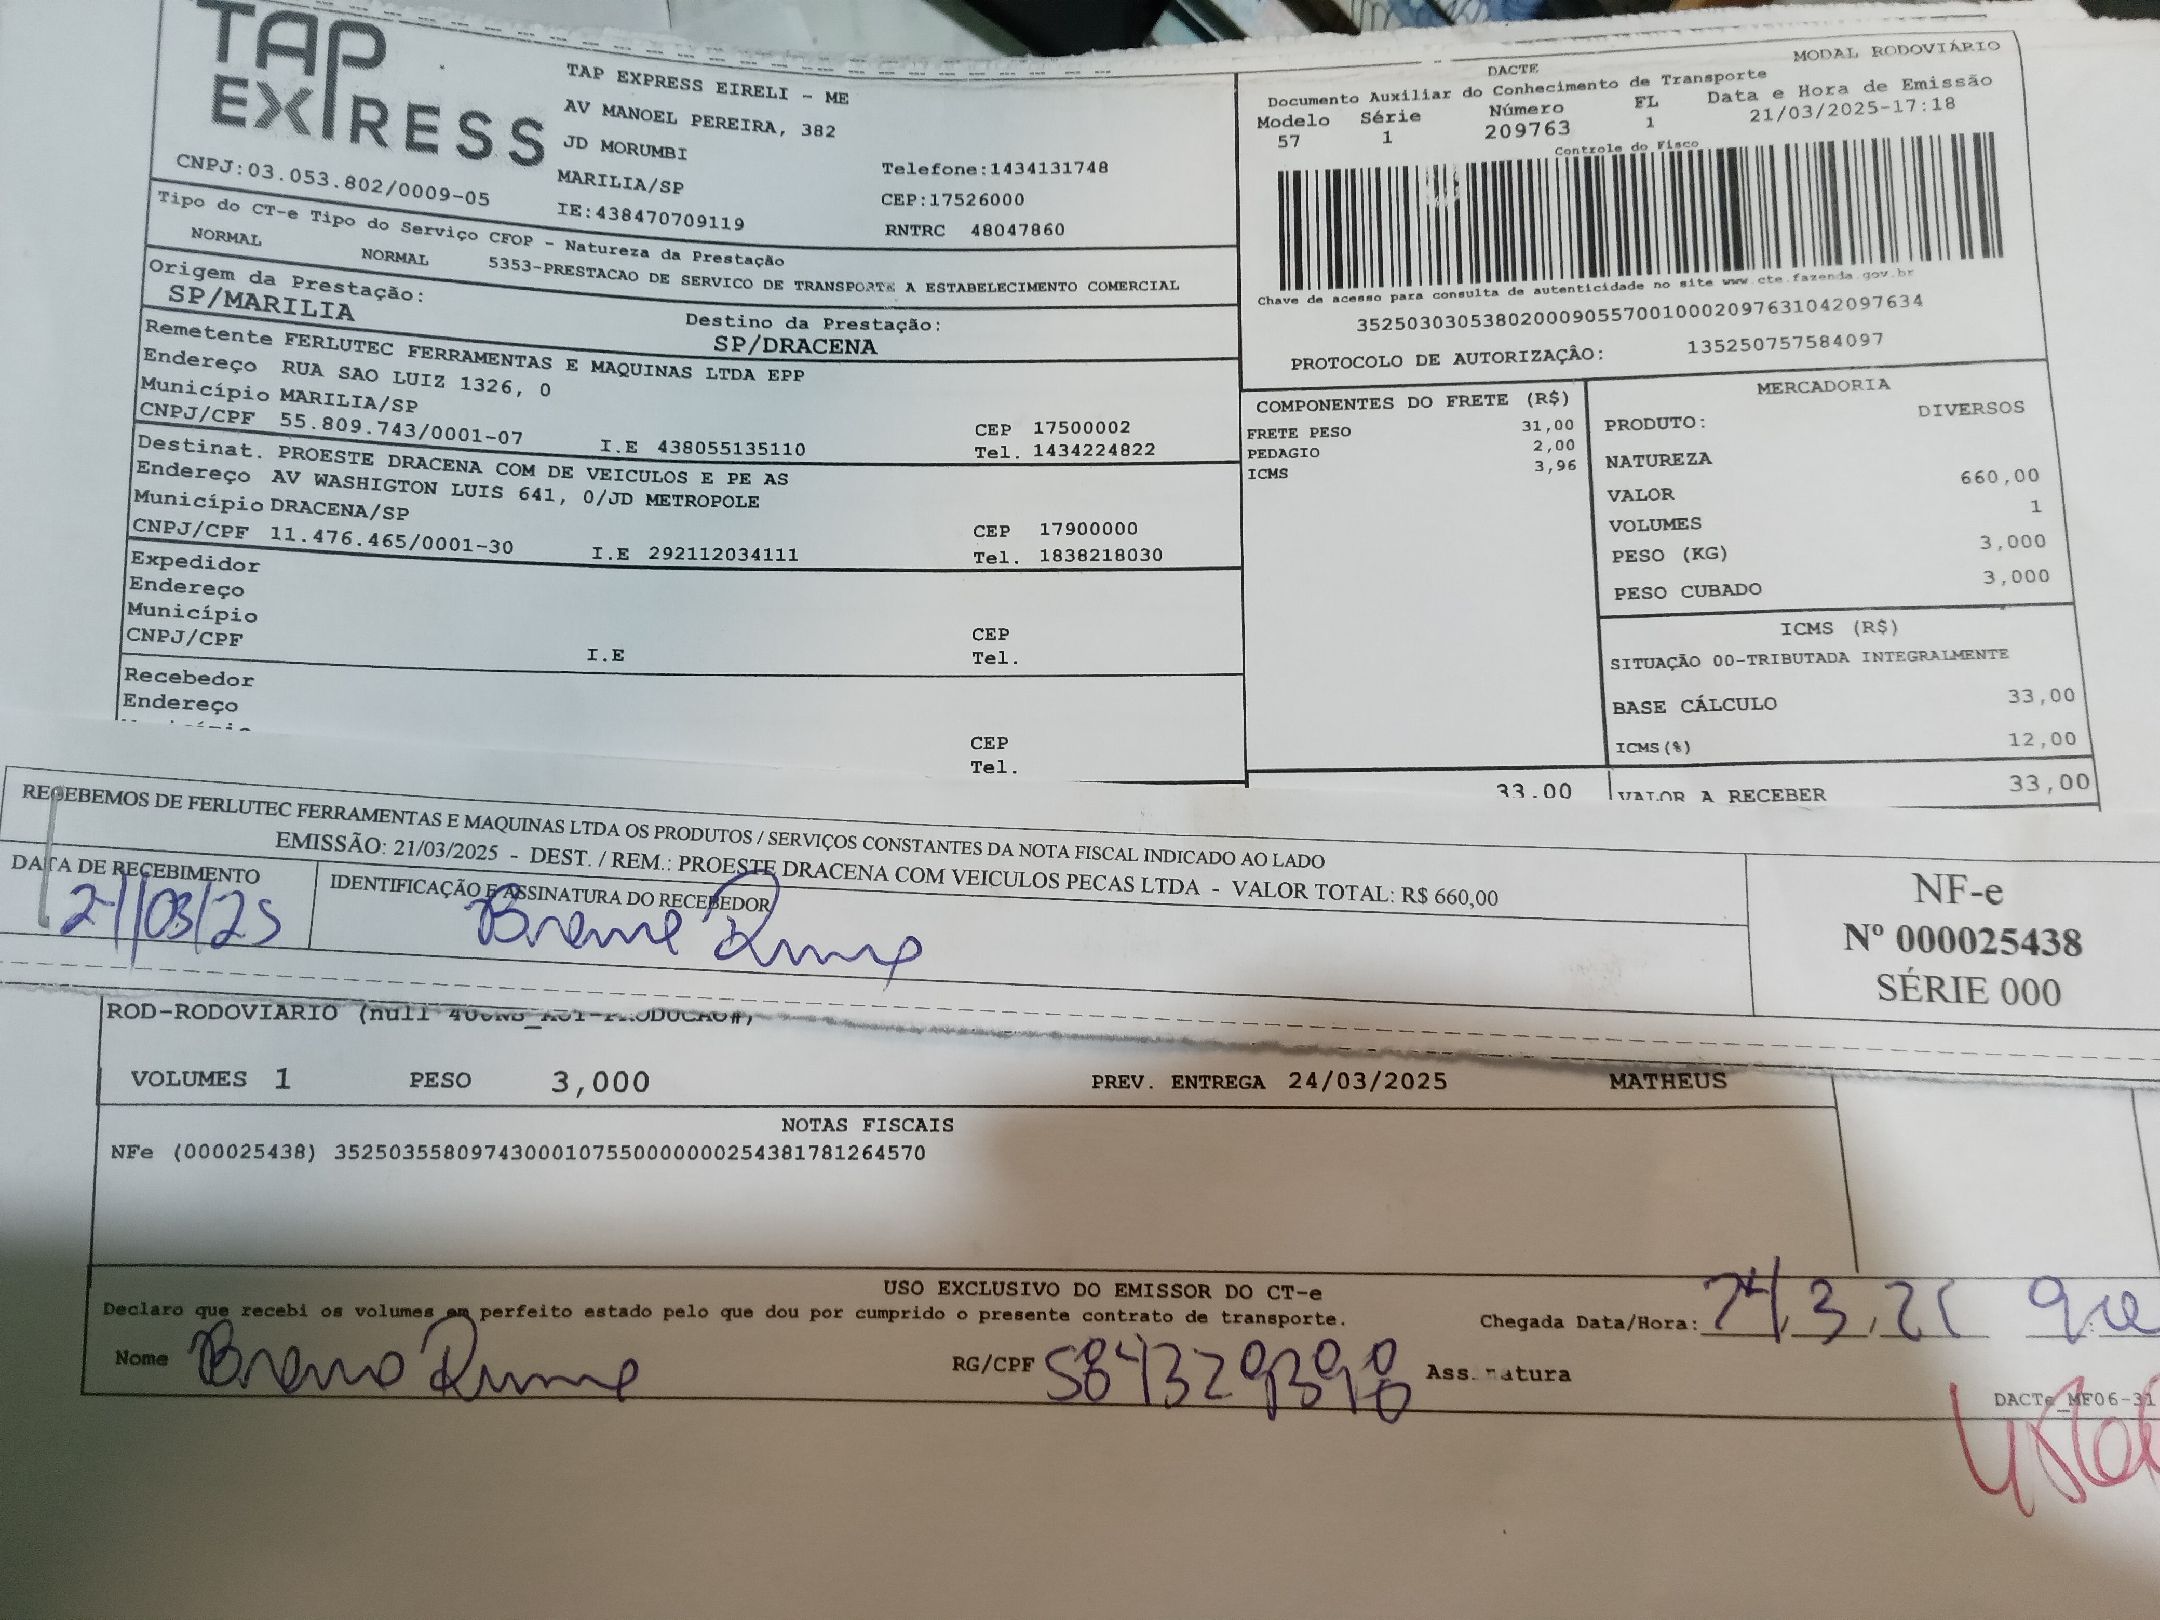 TAP
EXPRESS
CNPJ:03.053.802/0009-05
TAP EXPRESS EIRELI - ME
AV MANOEL PEREIRA, 382
JD MORUMBI
MARILIA/SP
IE:438470709119
Telefone:1434131748
CEP:17526000
RNTRC 48047860
MODAL RODOVIÁRIO
DACTE
Documento Auxiliar do Conhecimento de Transporte
Modelo Série Número FL Data e Hora de Emissão
57 1 209763 1 21/03/2025-17:18
Controle do Fisco
Chave de acesso para consulta de autenticidade no site www.cte.fazenda.gov.br
35250303053802000905570010002097631042097634
PROTOCOLO DE AUTORIZAÇÂO: 135250757584097
Tipo do CT-e Tipo do Serviço CFOP - Natureza da Prestação
NORMAL NORMAL 5353-PRESTACAO DE SERVICO DE TRANSPORTE A ESTABELECIMENTO COMERCIAL
Origem da Prestação: Destino da Prestação:
SP/MARILIA SP/DRACENA
Remetente FERLUTEC FERRAMENTAS E MAQUINAS LTDA EPP
Endereço RUA SAO LUIZ 1326, 0
Município MARILIA/SP CEP 17500002
CNPJ/CPF 55.809.743/0001-07 I.E 438055135110 Tel. 1434224822
Destinat. PROESTE DRACENA COM DE VEICULOS E PE AS
Endereço AV WASHIGTON LUIS 641, 0/JD METROPOLE
Município DRACENA/SP CEP 17900000
CNPJ/CPF 11.476.465/0001-30 I.E 292112034111 Tel. 1838218030
Expedidor
Endereço
Município CEP
CNPJ/CPF I.E Tel.
Recebedor
Endereço
CEP
Tel.
COMPONENTES DO FRETE (R$)
FRETE PESO 31,00
PEDAGIO 2,00
ICMS 3,96
33.00
MERCADORIA
PRODUTO: DIVERSOS
NATUREZA
VALOR 660,00
VOLUMES 1
PESO (KG) 3,000
PESO CUBADO 3,000
ICMS (R$)
SITUAÇÃO 00-TRIBUTADA INTEGRALMENTE
BASE CÁLCULO 33,00
ICMS(%) 12,00
VALOR A RECEBER 33,00
RECEBEMOS DE FERLUTEC FERRAMENTAS E MAQUINAS LTDA OS PRODUTOS / SERVIÇOS CONSTANTES DA NOTA FISCAL INDICADO AO LADO
EMISSÃO: 21/03/2025 - DEST. / REM.: PROESTE DRACENA COM VEICULOS PECAS LTDA - VALOR TOTAL: R$ 660,00
DATA DE RECEBIMENTO IDENTIFICAÇÃO E ASSINATURA DO RECEBEDOR
NF-e
Nº 000025438
SÉRIE 000
ROD-RODOVIARIO (null
VOLUMES 1 PESO 3,000 PREV. ENTREGA 24/03/2025 MATHEUS
NOTAS FISCAIS
NFe (000025438) 35250355809743000107550000000254381781264570
USO EXCLUSIVO DO EMISSOR DO CT-e
Declaro que recebi os volumes em perfeito estado pelo que dou por cumprido o presente contrato de transporte.
Chegada Data/Hora:
Nome Breno RG/CPF 584329398 Assinatura
DACTe_MF06-31